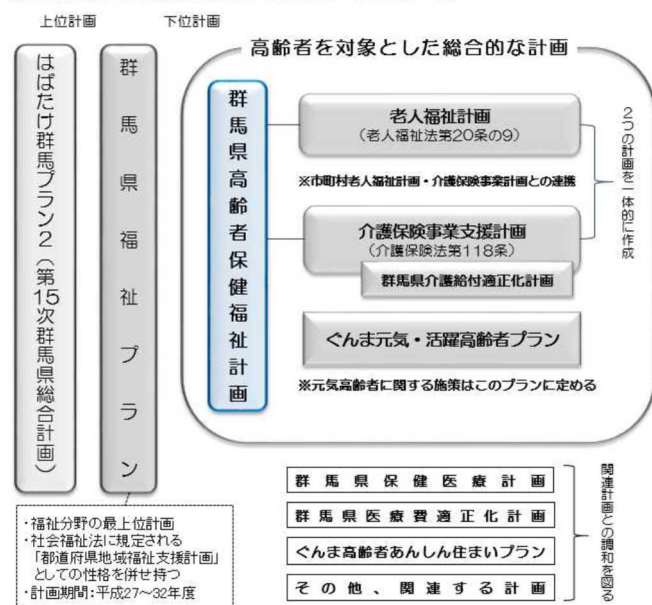 上位計画
下位計画
はばたけ群馬プラン2(第15次群馬県総合計画)
群馬県福祉プラン
・福祉分野の最上位計画
・社会福祉法に規定される
「都道府県地域福祉支援計画」
としての性格を併せ持つ
・計画期間:平成27～32年度
高齢者を対象とした総合的な計画
群馬県高齢者保健福祉計画
老人福祉計画
(老人福祉法第20条の9)
※市町村老人福祉計画・介護保険事業計画との連携
介護保険事業支援計画
(介護保険法第118条)
群馬県介護給付適正化計画
2つの計画を一体的に作成
ぐんま元気・活躍高齢者プラン
※元気高齢者に関する施策はこのプランに定める
群馬県保健医療計画
群馬県医療費適正化計画
ぐんま高齢者あんしん住まいプラン
その他、関連する計画
関連計画との調和を図る